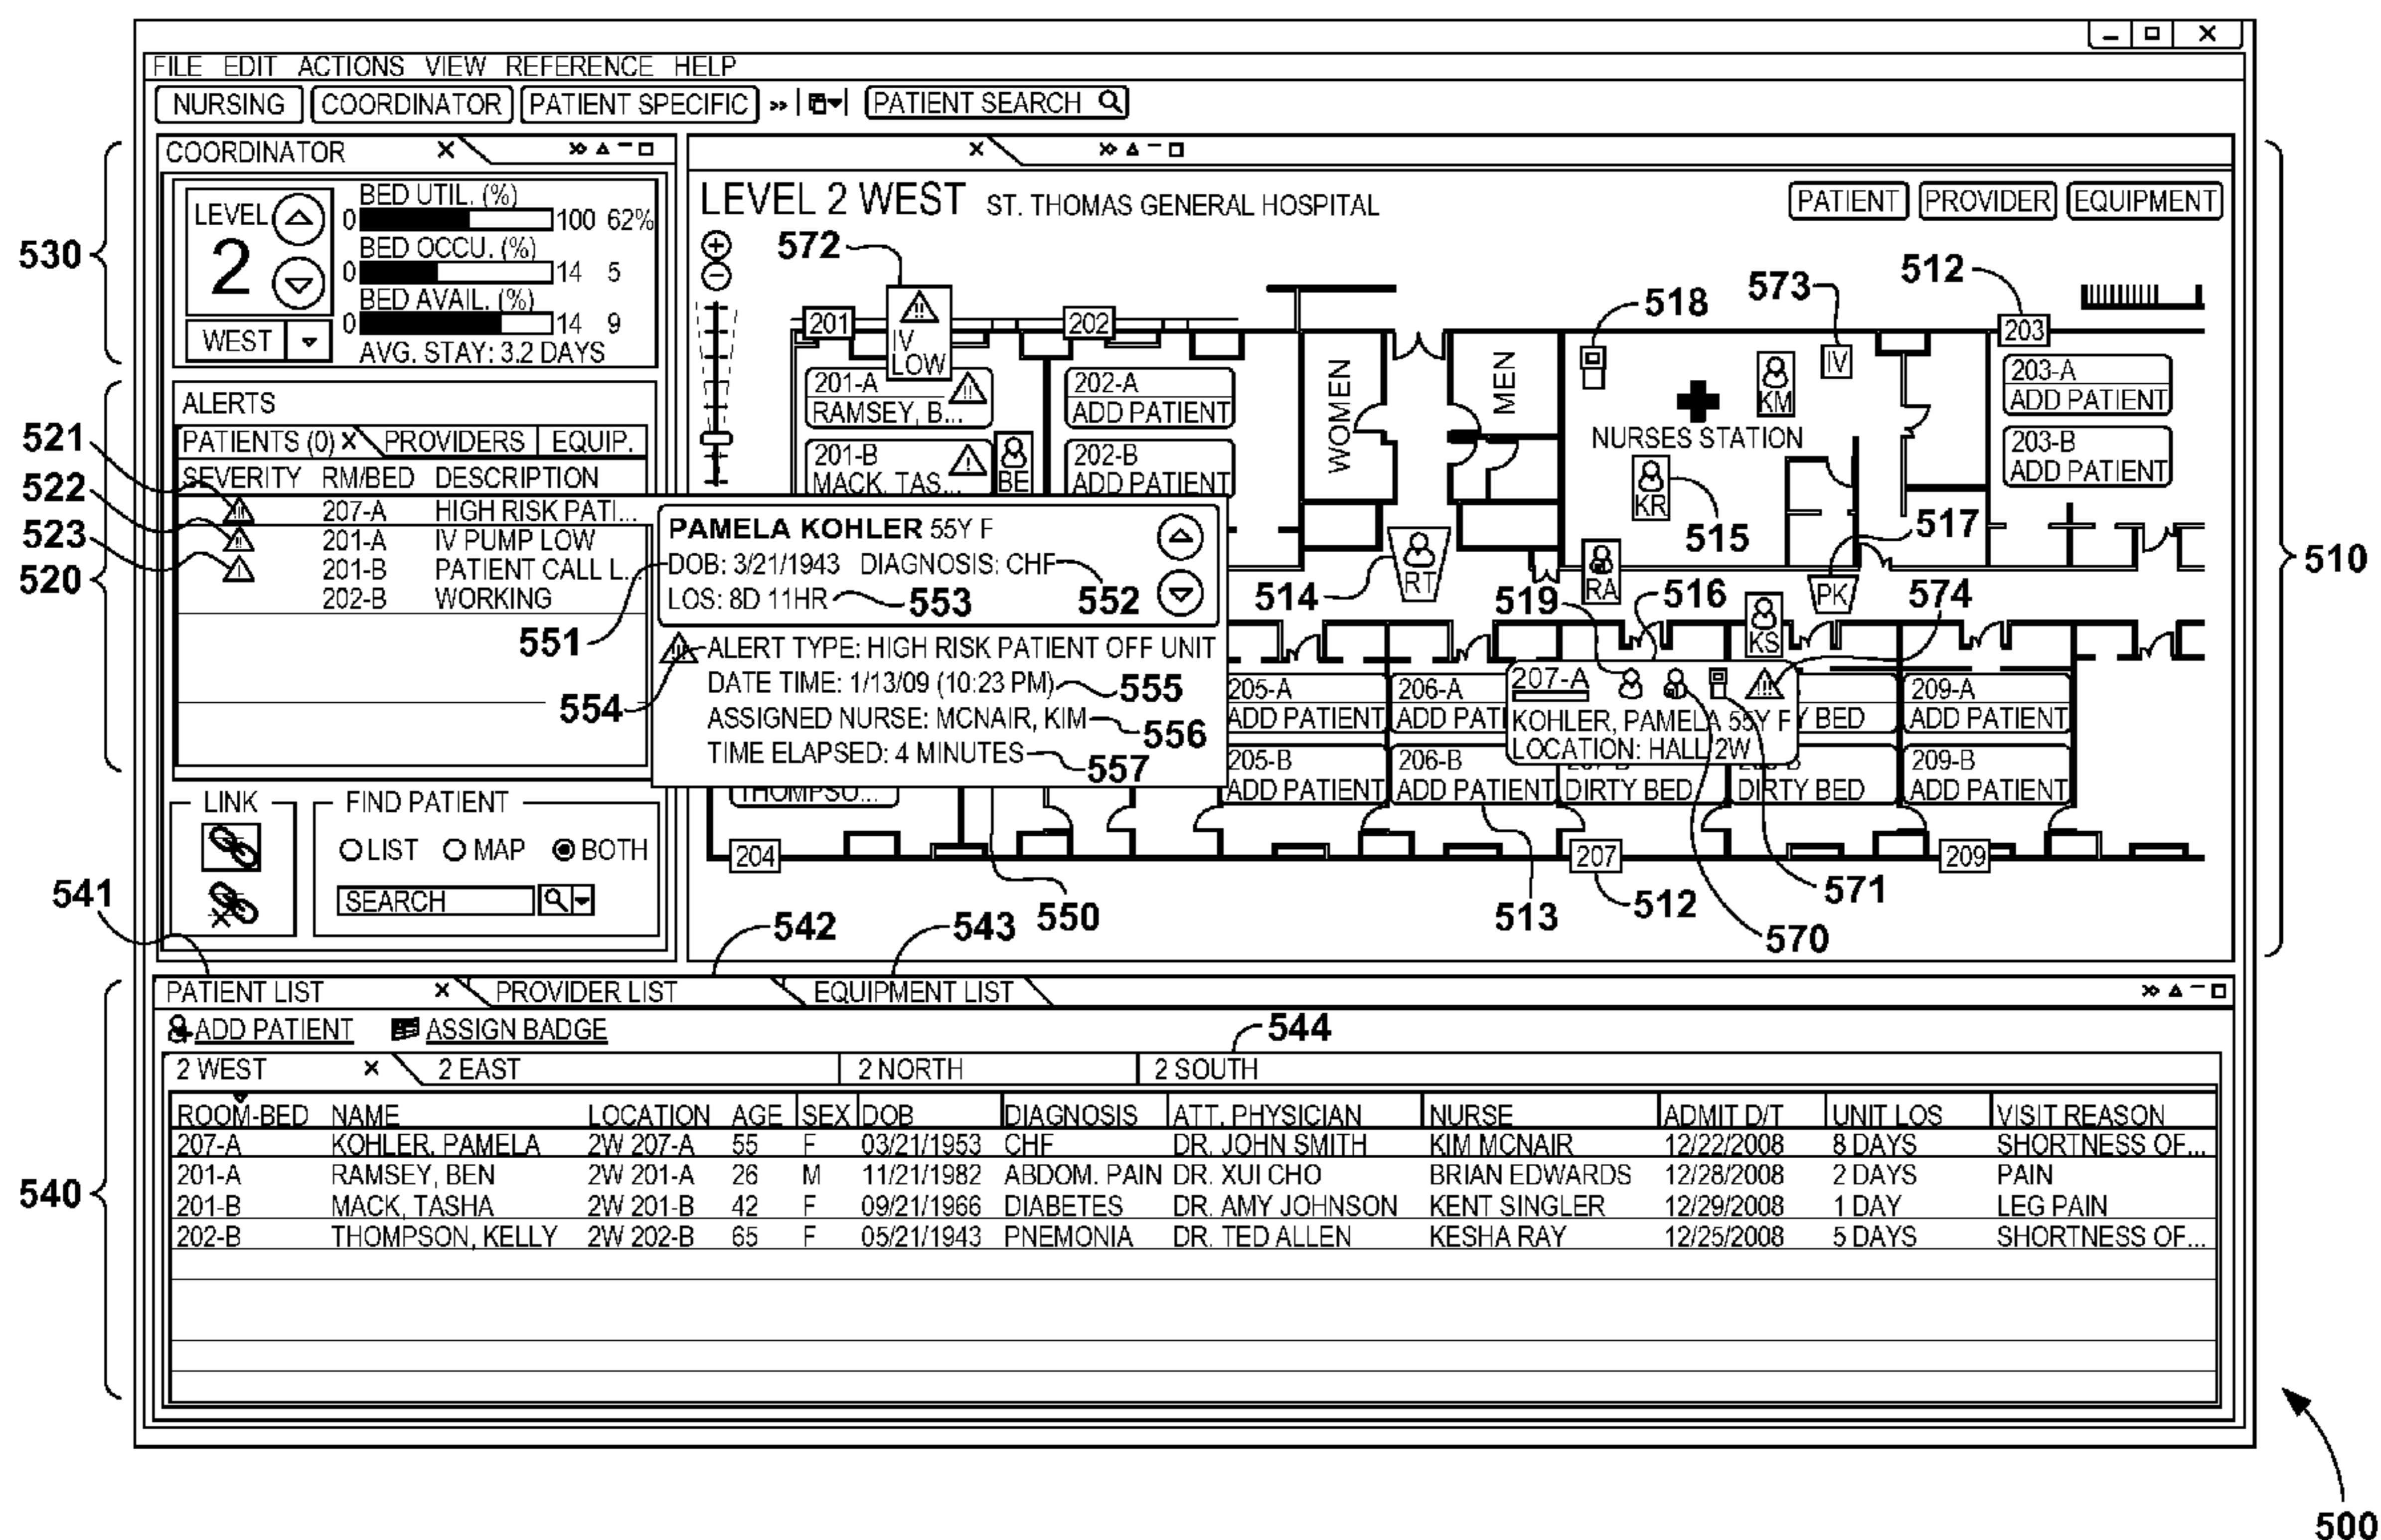 FILE EDIT ACTIONS VIEW REFERENCE HELP
NURSING COORDINATOR PATIENT SPECIFIC PATIENT SEARCH
530
COORDINATOR
LEVEL
2
WEST
BED UTIL. (%)
0 100 62%
BED OCCU. (%)
0 14 5
BED AVAIL. (%)
0 14 9
AVG. STAY: 3.2 DAYS
520
521
522
523
ALERTS
PATIENTS (0) X PROVIDERS EQUIP.
SEVERITY RM/BED DESCRIPTION
207-A HIGH RISK PATI...
201-A IV PUMP LOW
201-B PATIENT CALL L...
202-B WORKING
LINK
FIND PATIENT
LIST MAP BOTH
SEARCH
510
LEVEL 2 WEST ST. THOMAS GENERAL HOSPITAL
PATIENT PROVIDER EQUIPMENT
572
518
573
512
201
IV
LOW
202
203
201-A
RAMSEY, B...
201-B
MACK, TAS...
BE
202-A
ADD PATIENT
202-B
ADD PATIENT
WOMEN
MEN
IV
KM
NURSES STATION
KR
515
203-A
ADD PATIENT
203-B
ADD PATIENT
517
514
RT
RA
PK
KS
519
516
574
PAMELA KOHLER 55Y F
DOB: 3/21/1943 DIAGNOSIS: CHF
LOS: 8D 11HR
551
553
552
ALERT TYPE: HIGH RISK PATIENT OFF UNIT
DATE TIME: 1/13/09 (10:23 PM)
ASSIGNED NURSE: MCNAIR, KIM
TIME ELAPSED: 4 MINUTES
554
555
556
557
205-A
ADD PATIENT
206-A
ADD PATI
207-A
KOHLER, PAMELA 55Y F
LOCATION: HALL 2W
Y BED
209-A
ADD PATIENT
THOMPSO...
205-B
ADD PATIENT
206-B
ADD PATIENT
DIRTY BED
DIRTY BED
209-B
ADD PATIENT
204
207
209
550
513
512
570
571
540
541
542
543
PATIENT LIST PROVIDER LIST EQUIPMENT LIST
ADD PATIENT ASSIGN BADGE
544
2 WEST 2 EAST 2 NORTH 2 SOUTH
ROOM-BED NAME LOCATION AGE SEX DOB DIAGNOSIS ATT. PHYSICIAN NURSE ADMIT D/T UNIT LOS VISIT REASON
207-A KOHLER, PAMELA 2W 207-A 55 F 03/21/1953 CHF DR. JOHN SMITH KIM MCNAIR 12/22/2008 8 DAYS SHORTNESS OF...
201-A RAMSEY, BEN 2W 201-A 26 M 11/21/1982 ABDOM. PAIN DR. XUI CHO BRIAN EDWARDS 12/28/2008 2 DAYS PAIN
201-B MACK, TASHA 2W 201-B 42 F 09/21/1966 DIABETES DR. AMY JOHNSON KENT SINGLER 12/29/2008 1 DAY LEG PAIN
202-B THOMPSON, KELLY 2W 202-B 65 F 05/21/1943 PNEMONIA DR. TED ALLEN KESHA RAY 12/25/2008 5 DAYS SHORTNESS OF...
500